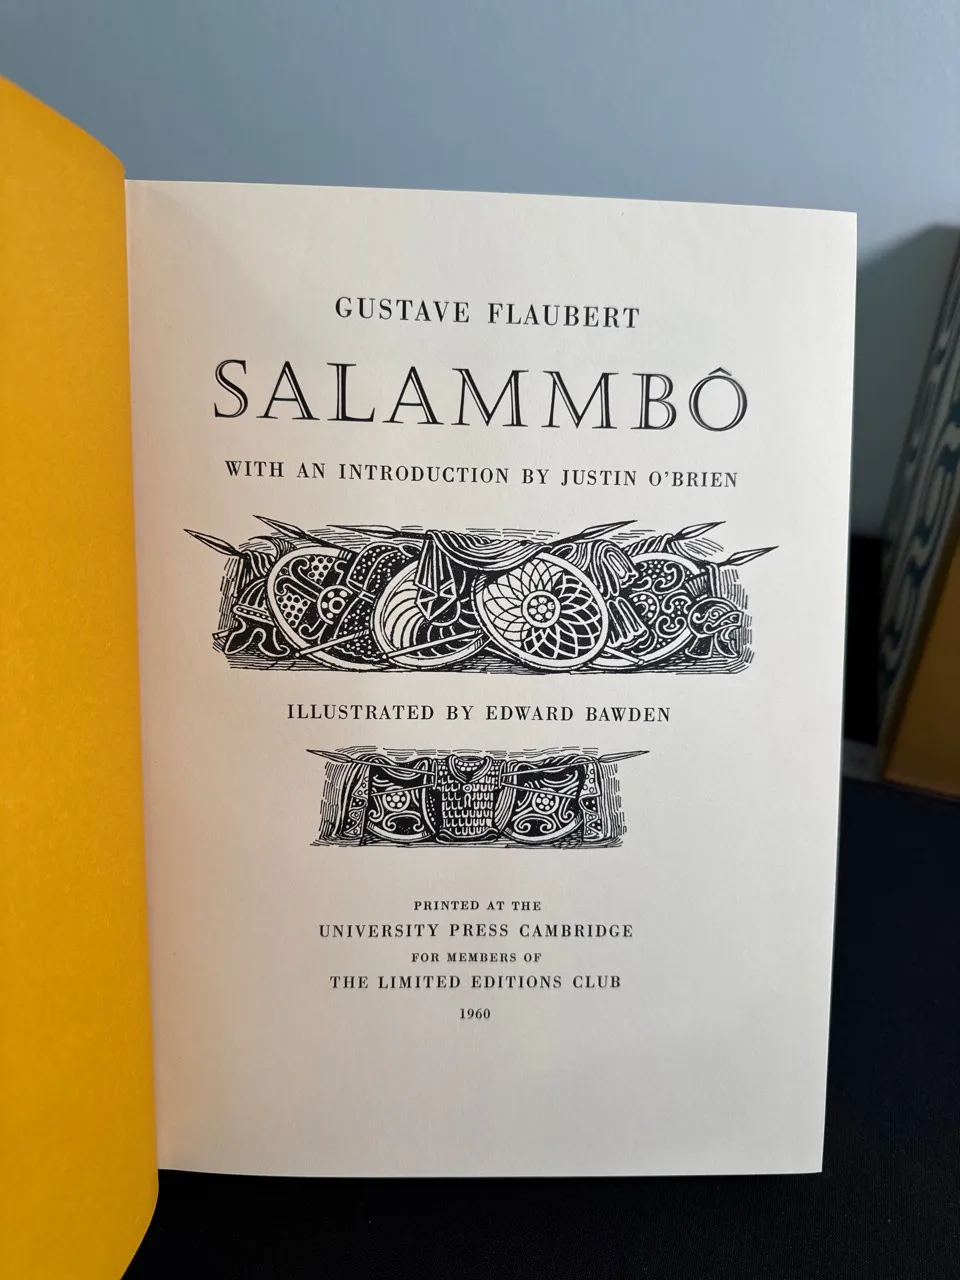 GUSTAVE FLAUBERT
SALAMMBÔ
WITH AN INTRODUCTION BY JUSTIN O'BRIEN
ILLUSTRATED BY EDWARD BAWDEN
PRINTED AT THE
UNIVERSITY PRESS CAMBRIDGE
FOR MEMBERS OF
THE LIMITED EDITIONS CLUB
1960